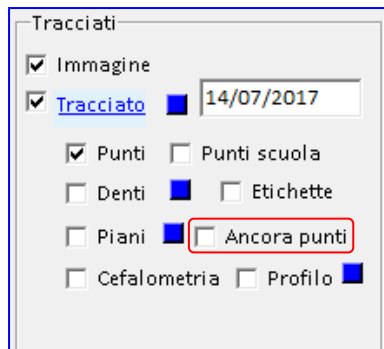 Tracciati
Immagine
Tracciato 14/07/2017
Punti Punti scuola
Denti Etichette
Piani Ancora punti
Cefalometria Profilo